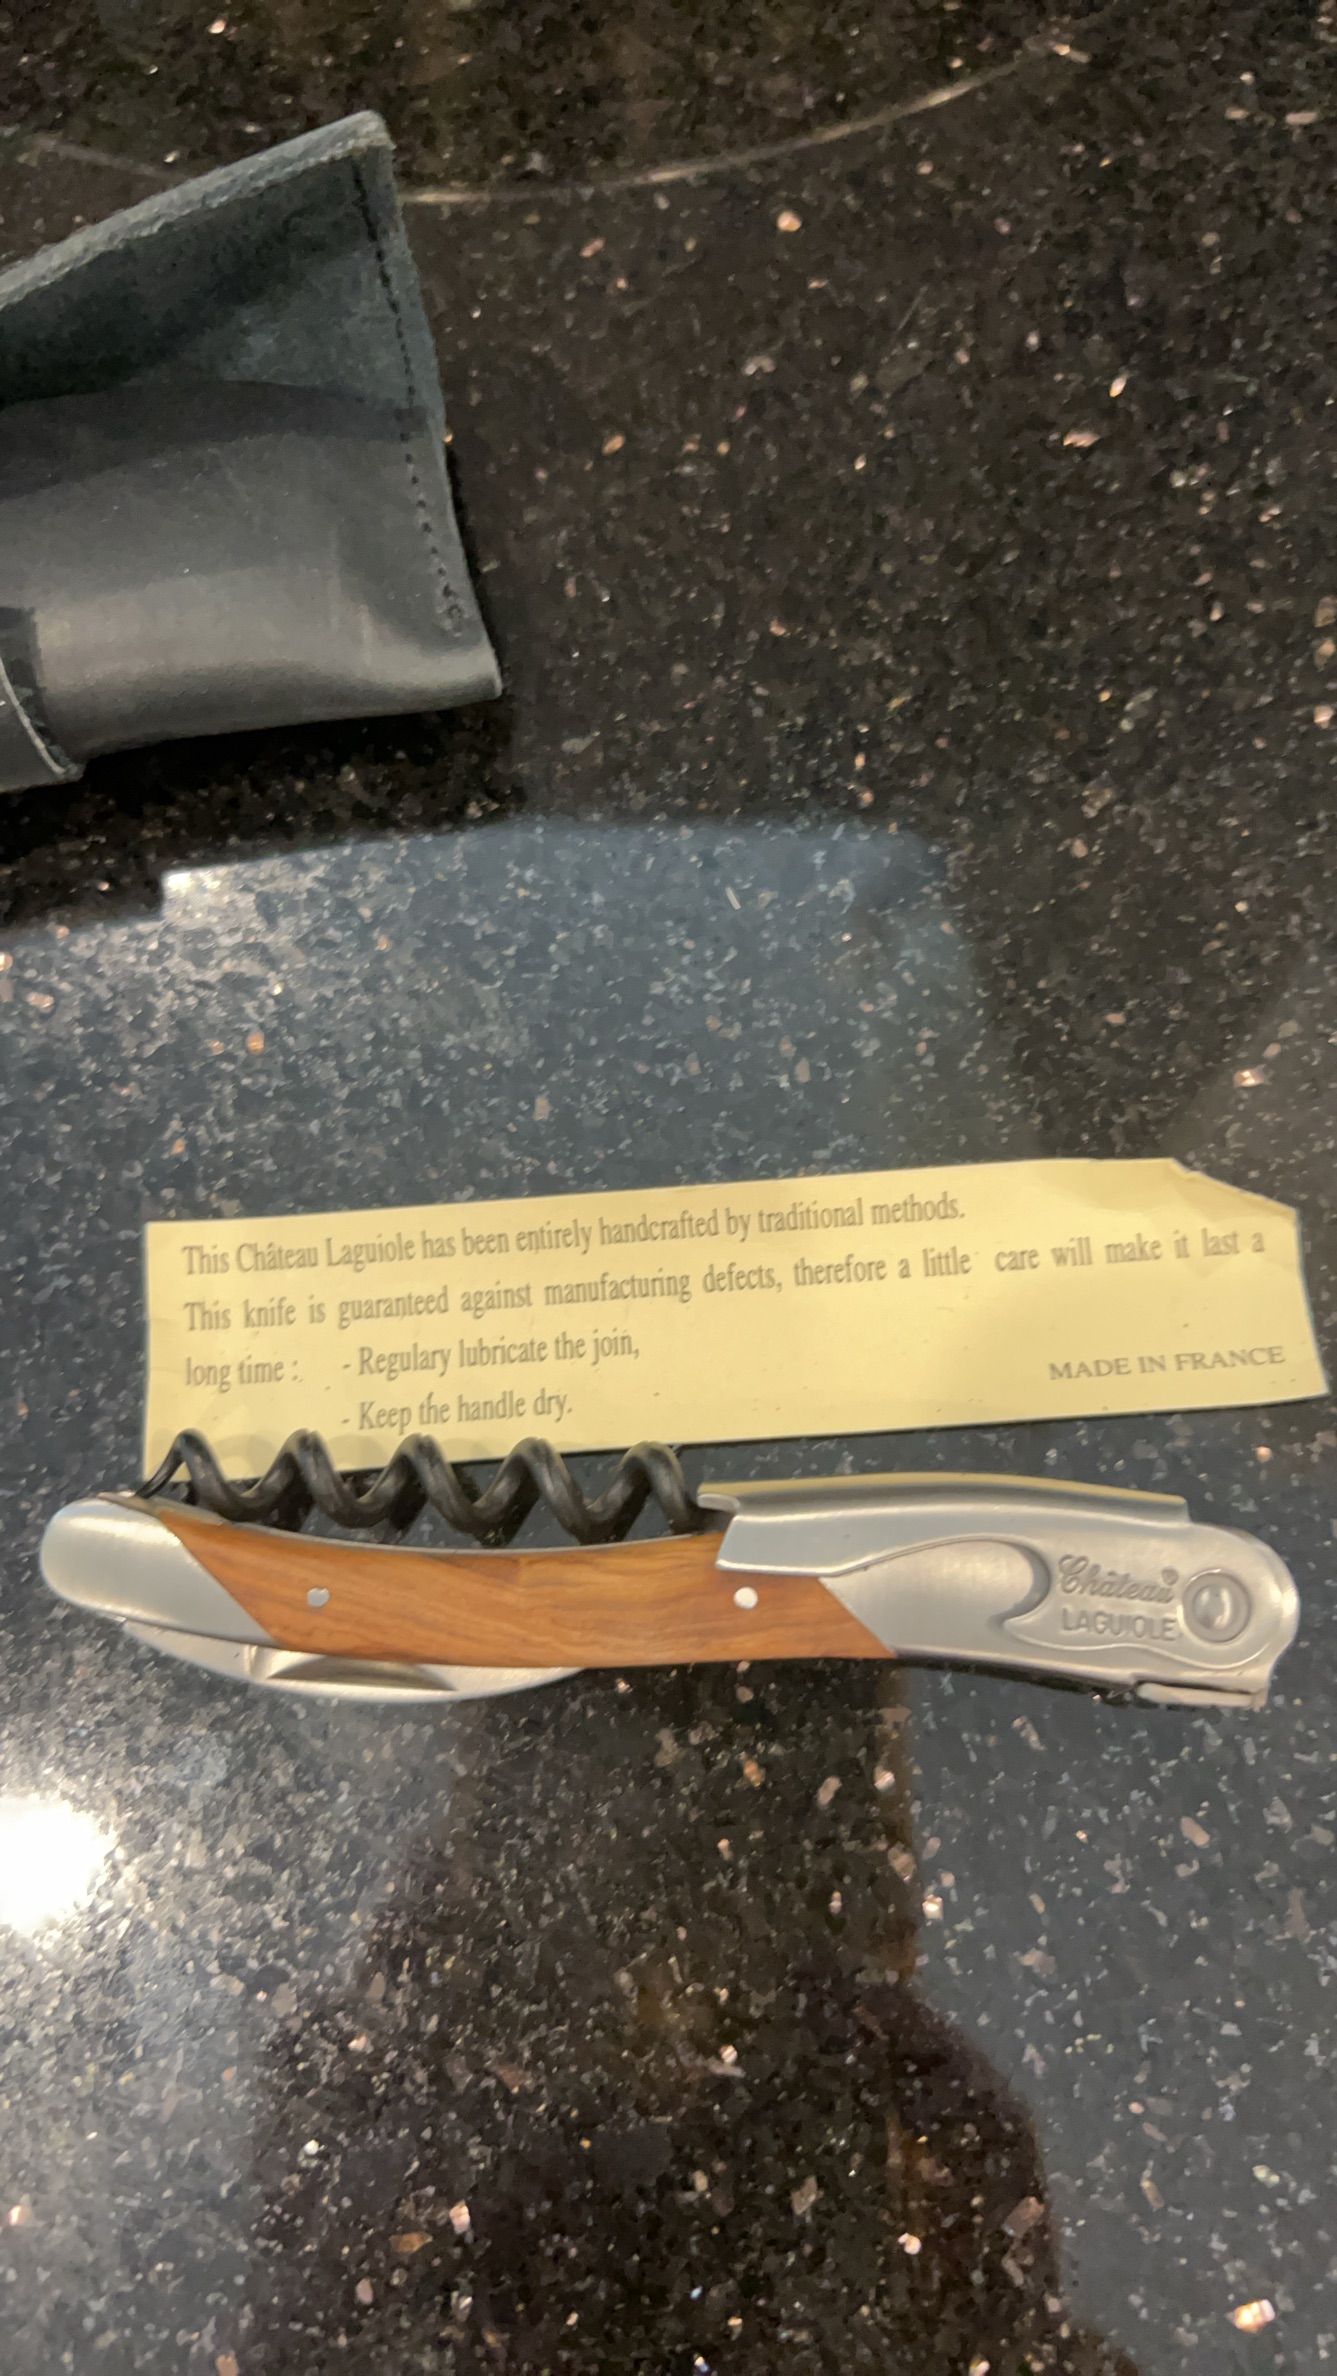 This Château Laguiole has been entirely handcrafted by traditional methods.
This knife is guaranteed against manufacturing defects, therefore a little care will make it last a
long time : - Regulary lubricate the join,
- Keep the handle dry.
MADE IN FRANCE
Château®
LAGUIOLE